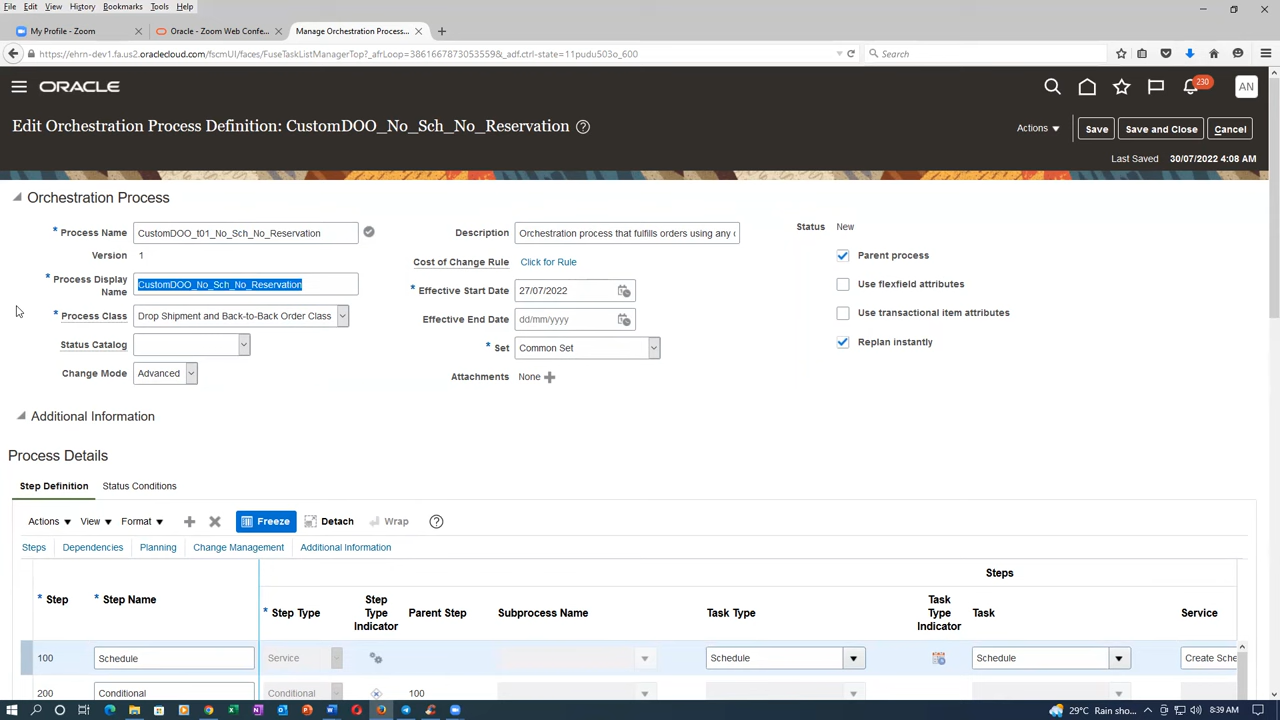 File Edit View History Bookmarks Tools Help
My Profile - Zoom
Oracle - Zoom Web Confe…
Manage Orchestration Process…
https://ehrn-dev1.fa.us2.oraclecloud.com/fscmUI/faces/FuseTaskListManagerTop?_afrLoop=38616678730535598&_adf.ctrl-state=11pudu503o_600
Search
ORACLE
230
AN
Edit Orchestration Process Definition: CustomDOO_No_Sch_No_Reservation
Actions Save Save and Close Cancel
Last Saved 30/07/2022 4:08 AM
Orchestration Process
* Process Name CustomDOO_t01_No_Sch_No_Reservation
Description Orchestration process that fulfills orders using any
Status New
Version 1
Cost of Change Rule Click for Rule
Parent process
* Process Display Name CustomDOO_No_Sch_No_Reservation
* Effective Start Date 27/07/2022
Use flexfield attributes
* Process Class Drop Shipment and Back-to-Back Order Class
Effective End Date dd/mm/yyyy
Use transactional item attributes
Status Catalog
* Set Common Set
Replan instantly
Change Mode Advanced
Attachments None
Additional Information
Process Details
Step Definition Status Conditions
Actions View Format Freeze Detach Wrap
Steps Dependencies Planning Change Management Additional Information
Steps
* Step * Step Name * Step Type Step Type Indicator Parent Step Subprocess Name Task Type Task Type Indicator Task Service
100 Schedule Service Schedule Schedule Create Sche
200 Conditional Conditional 100
29°C Rain sho… ENG 8:39 AM